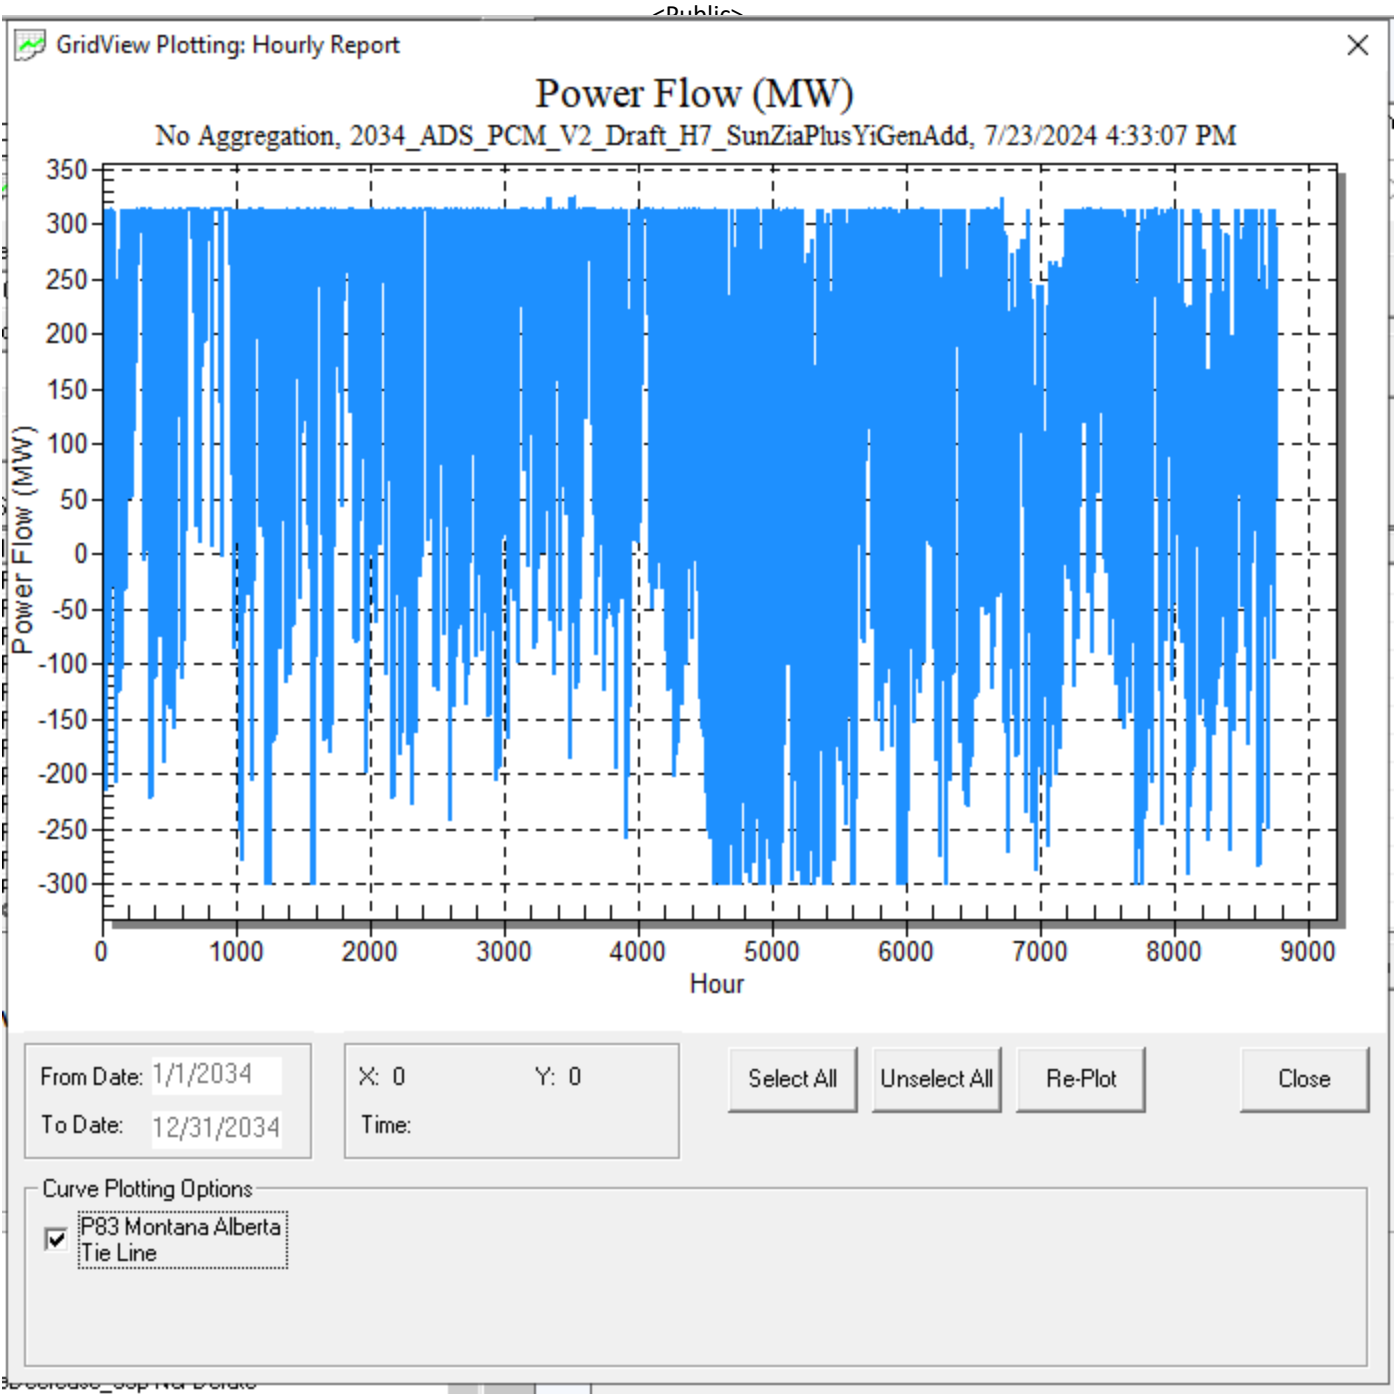 <Public>
GridView Plotting: Hourly Report
Power Flow (MW)
No Aggregation, 2034_ADS_PCM_V2_Draft_H7_SunZiaPlusYiGenAdd, 7/23/2024 4:33:07 PM
350
300
250
200
150
100
50
0
-50
-100
-150
-200
-250
-300
Power Flow (MW)
0 1000 2000 3000 4000 5000 6000 7000 8000 9000
Hour
From Date: 1/1/2034
To Date: 12/31/2034
X: 0 Y: 0
Time:
Select All Unselect All Re-Plot Close
Curve Plotting Options
P83 Montana Alberta
Tie Line